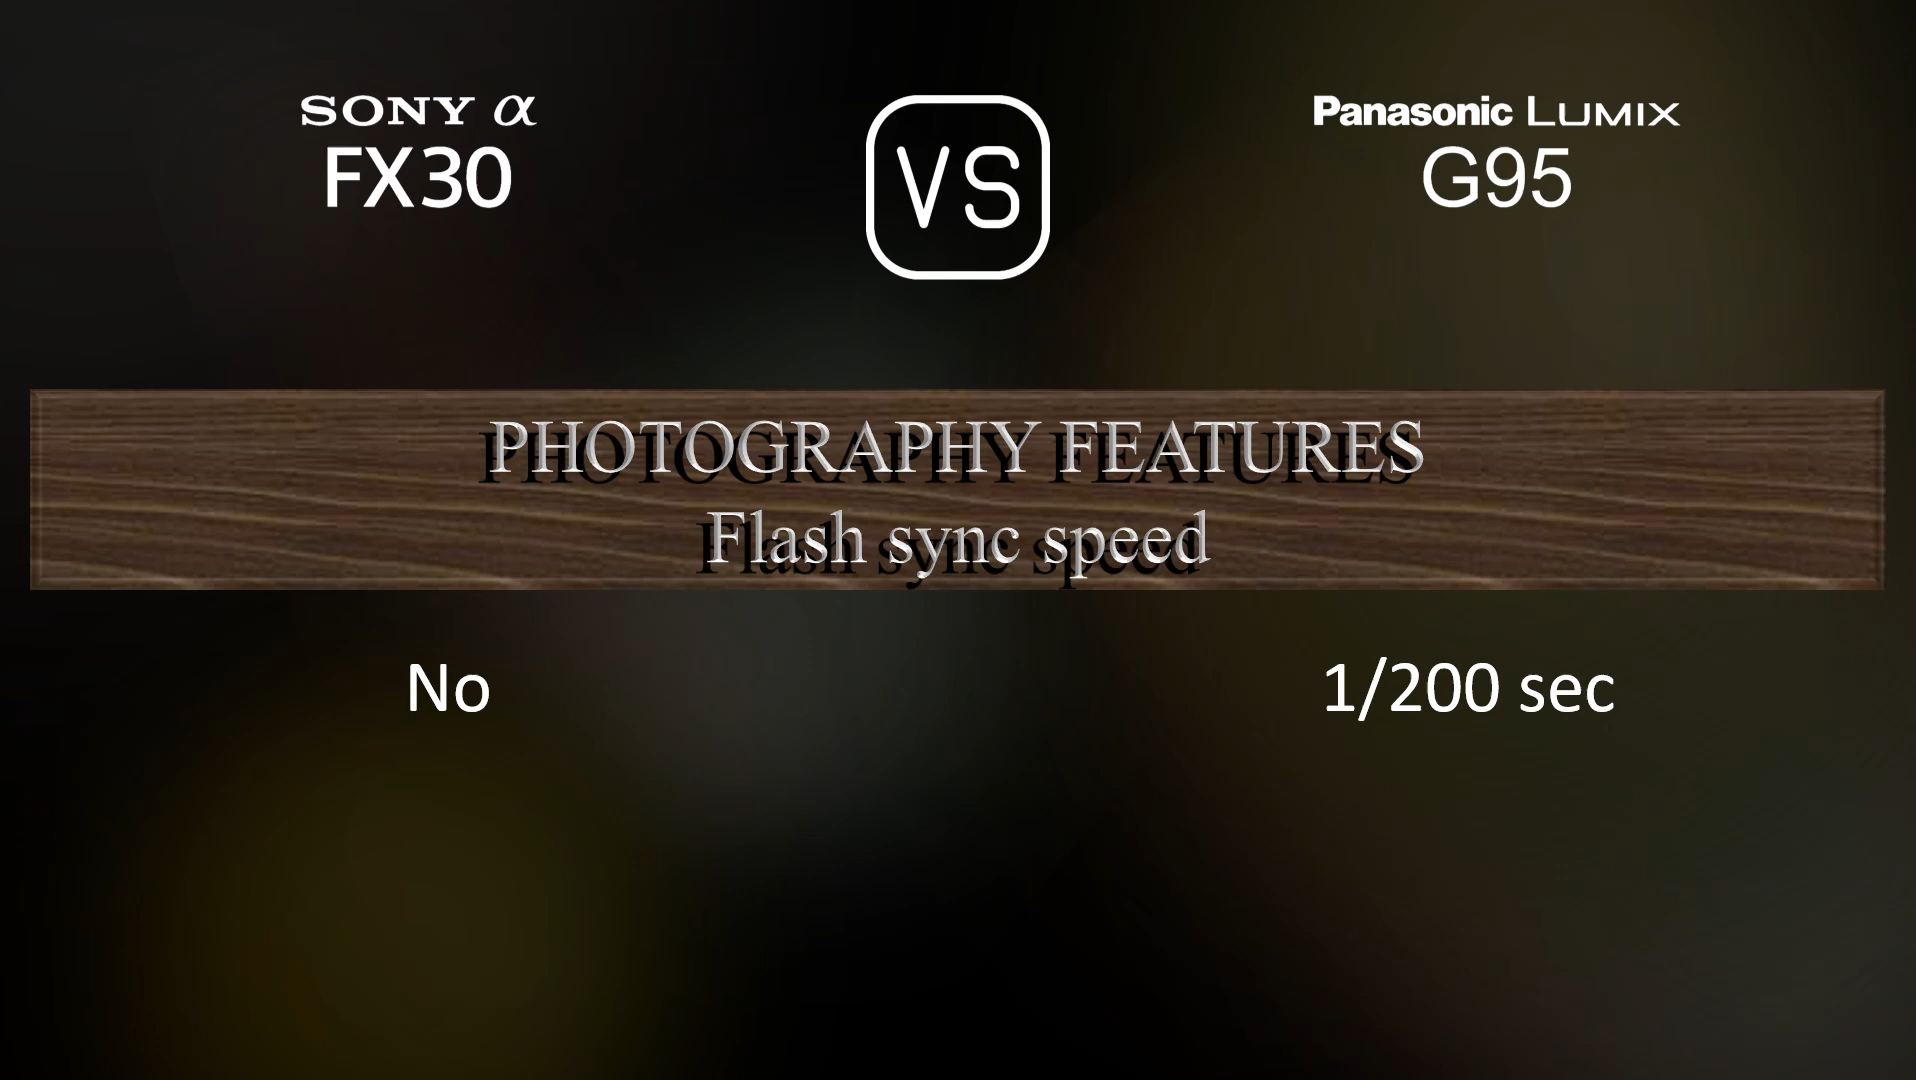 SONY α
FX30
VS
Panasonic LUMIX
G95
PHOTOGRAPHY FEATURES
Flash sync speed
No
1/200 sec